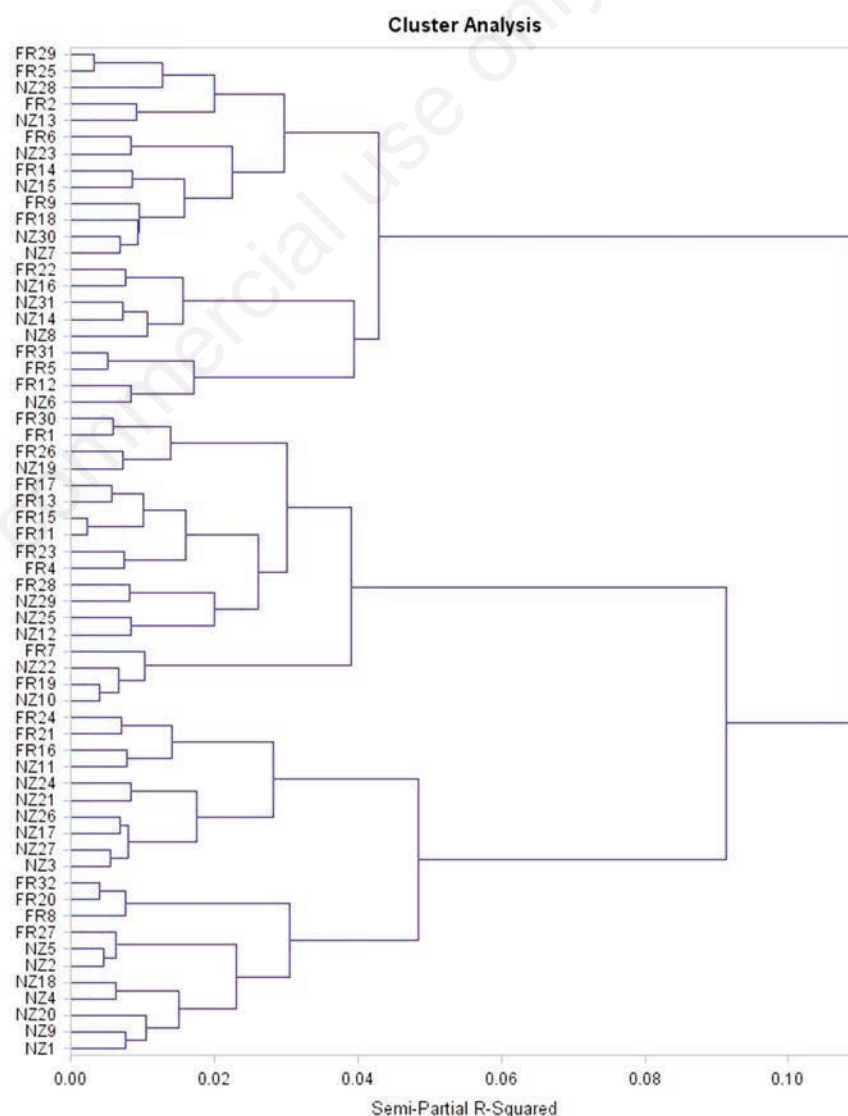 Cluster Analysis
FR29
FR25
NZ28
FR2
NZ13
FR6
NZ23
FR14
NZ15
FR9
FR18
NZ30
NZ7
FR22
NZ16
NZ31
NZ14
NZ8
FR31
FR5
FR12
NZ6
FR30
FR1
FR26
NZ19
FR17
FR13
FR15
FR11
FR23
FR4
FR28
NZ29
NZ25
NZ12
FR7
NZ22
FR19
NZ10
FR24
FR21
FR16
NZ11
NZ24
NZ21
NZ26
NZ17
NZ27
NZ3
FR32
FR20
FR8
FR27
NZ5
NZ2
NZ18
NZ4
NZ20
NZ9
NZ1
0.00 0.02 0.04 0.06 0.08 0.10
Semi-Partial R-Squared
commercial use only